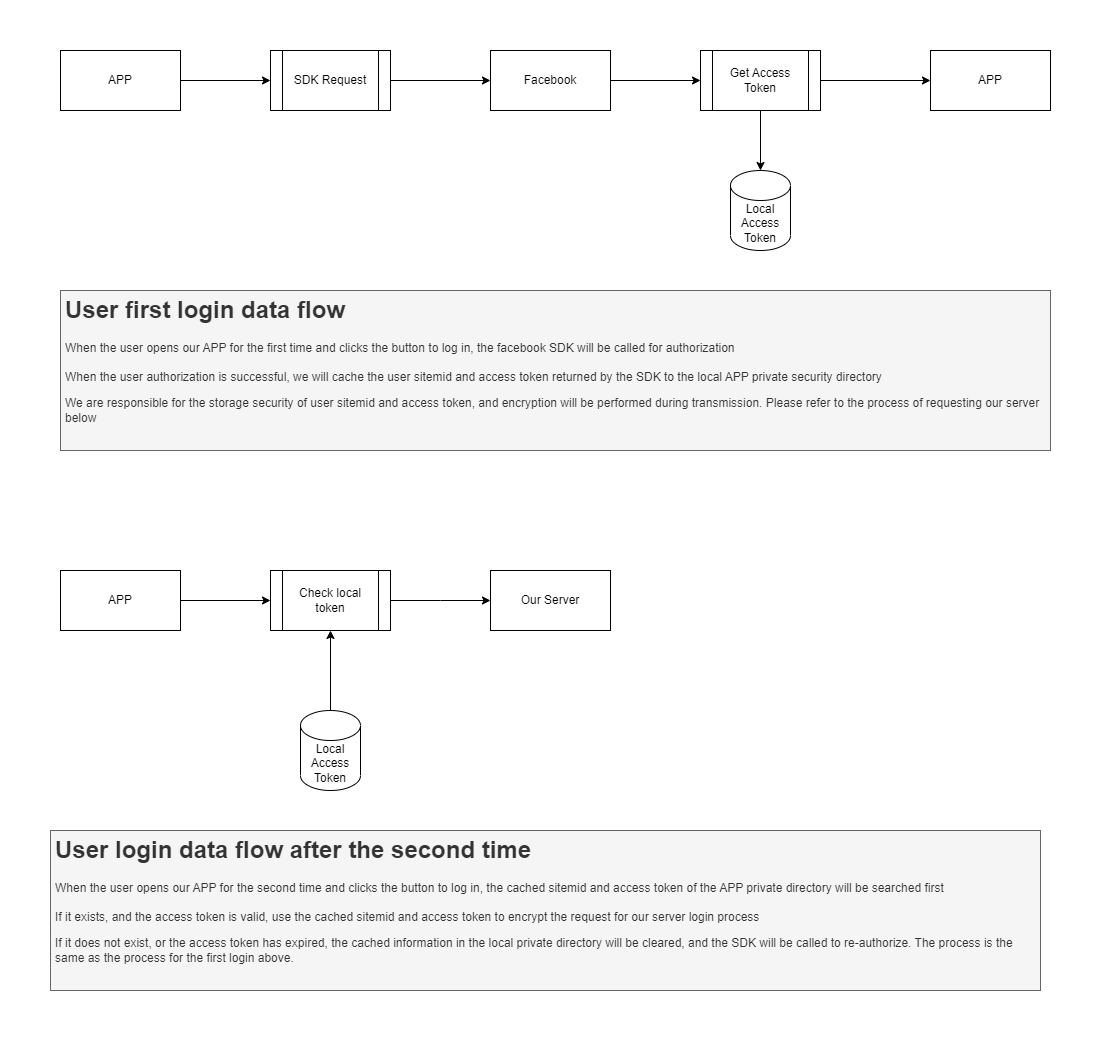 APP
SDK Request
Facebook
Get Access
Token
APP
Local
Access
Token
User first login data flow
When the user opens our APP for the first time and clicks the button to log in, the facebook SDK will be called for authorization
When the user authorization is successful, we will cache the user sitemid and access token returned by the SDK to the local APP private security directory
We are responsible for the storage security of user sitemid and access token, and encryption will be performed during transmission. Please refer to the process of requesting our server
below
APP
Check local
token
Our Server
Local
Access
Token
User login data flow after the second time
When the user opens our APP for the second time and clicks the button to log in, the cached sitemid and access token of the APP private directory will be searched first
If it exists, and the access token is valid, use the cached sitemid and access token to encrypt the request for our server login process
If it does not exist, or the access token has expired, the cached information in the local private directory will be cleared, and the SDK will be called to re-authorize. The process is the
same as the process for the first login above.